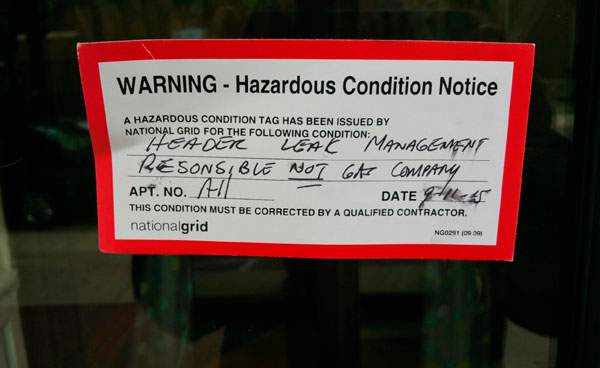 WARNING - Hazardous Condition Notice
A HAZARDOUS CONDITION TAG HAS BEEN ISSUED BY
NATIONAL GRID FOR THE FOLLOWING CONDITION:
HEADER LEAK MANAGEMENT
RESONSIBLE NOT GAS COMPANY
APT. NO. All DATE
THIS CONDITION MUST BE CORRECTED BY A QUALIFIED CONTRACTOR.
nationalgrid NG0291 (09.09)